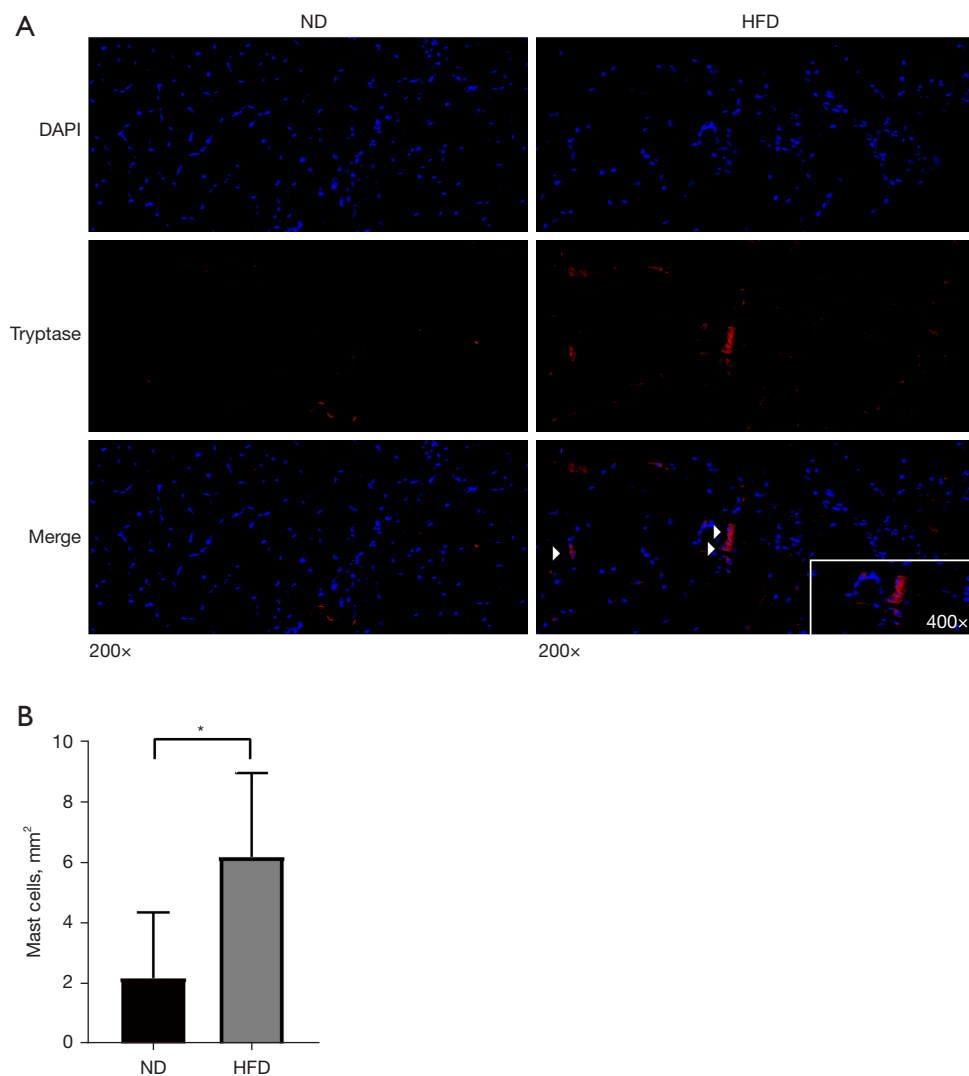 A
ND
HFD
DAPI
Tryptase
Merge
400×
200×
200×
B
*
10
8
6
4
2
0
Mast cells, mm²
ND
HFD